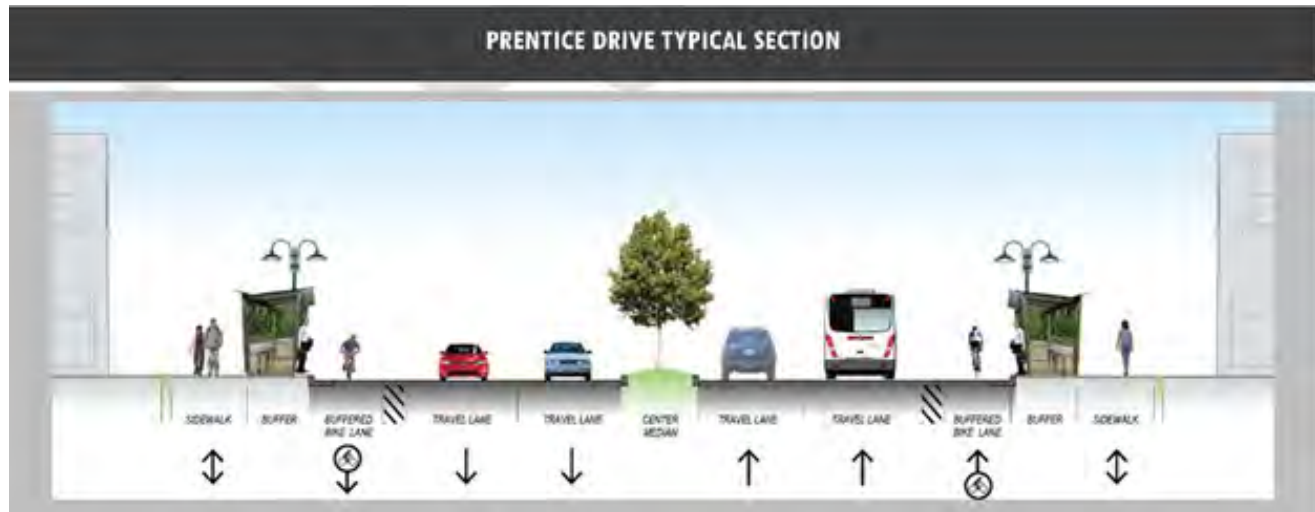 PRENTICE DRIVE TYPICAL SECTION
SIDEWALK
BUFFER
BUFFERED
BIKE LANE
TRAVEL LANE
TRAVEL LANE
CENTER
MEDIAN
TRAVEL LANE
TRAVEL LANE
BUFFERED
BIKE LANE
BUFFER
SIDEWALK